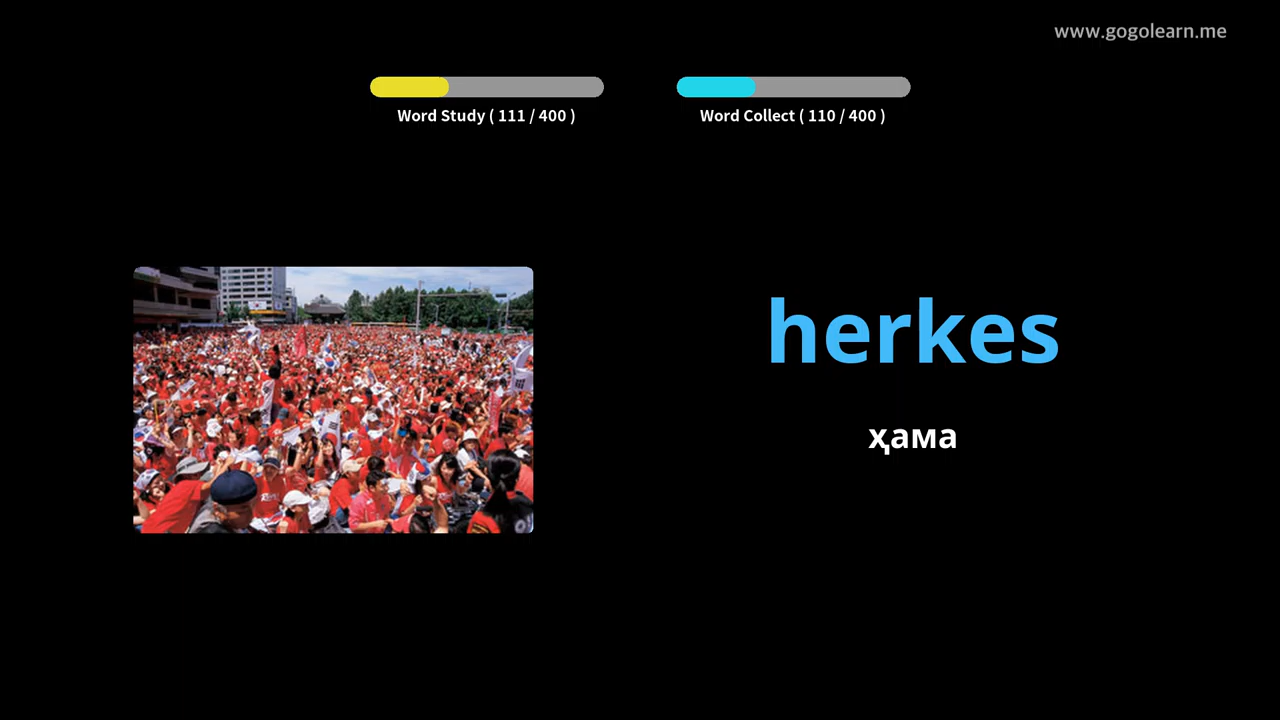 www.gogolearn.me
Word Study ( 111 / 400 )
Word Collect ( 110 / 400 )
herkes
ҳама